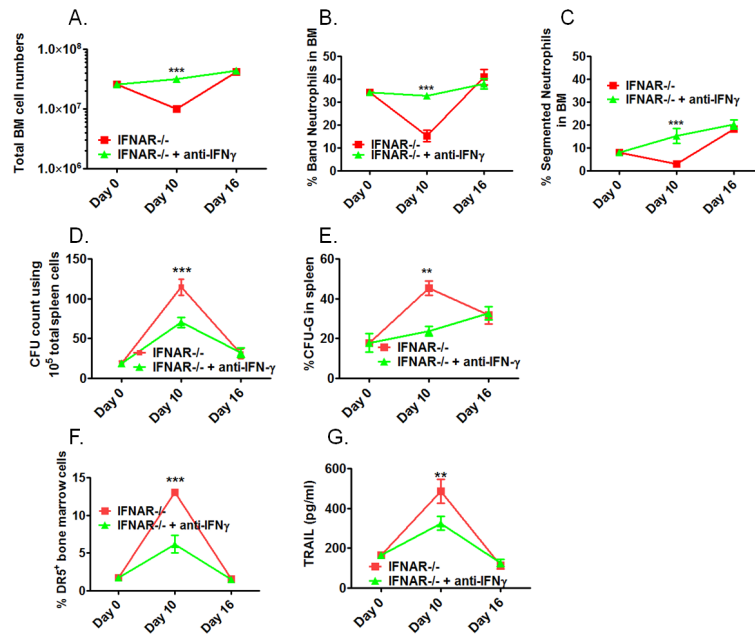 A.
Total BM cell numbers
1.0×10⁸
1.0×10⁷
1.0×10⁶
***
IFNAR-/-
IFNAR-/- + anti-IFNγ
Day 0
Day 10
Day 16
B.
% Band Neutrophils in BM
50
40
30
20
10
0
***
IFNAR-/-
IFNAR-/- + anti-IFNγ
Day 0
Day 10
Day 16
C
% Segmented Neutrophils
in BM
50
40
30
20
10
0
IFNAR-/-
IFNAR-/- + anti-IFNγ
***
Day 0
Day 10
Day 16
D.
CFU count using
10⁵ total spleen cells
150
100
50
0
***
IFNAR-/-
IFNAR-/- + anti-IFN-γ
Day 0
Day 10
Day 16
E.
%CFU-G in spleen
60
40
20
0
**
IFNAR-/-
IFNAR-/- + anti-IFNγ
Day 0
Day 10
Day 16
F.
% DR5⁺ bone marrow cells
15
10
5
0
***
IFNAR-/-
IFNAR-/- + anti-IFNγ
Day 0
Day 10
Day 16
G.
TRAIL (pg/ml)
600
400
200
0
**
IFNAR-/-
IFNAR-/- + anti-IFNγ
Day 0
Day 10
Day 16